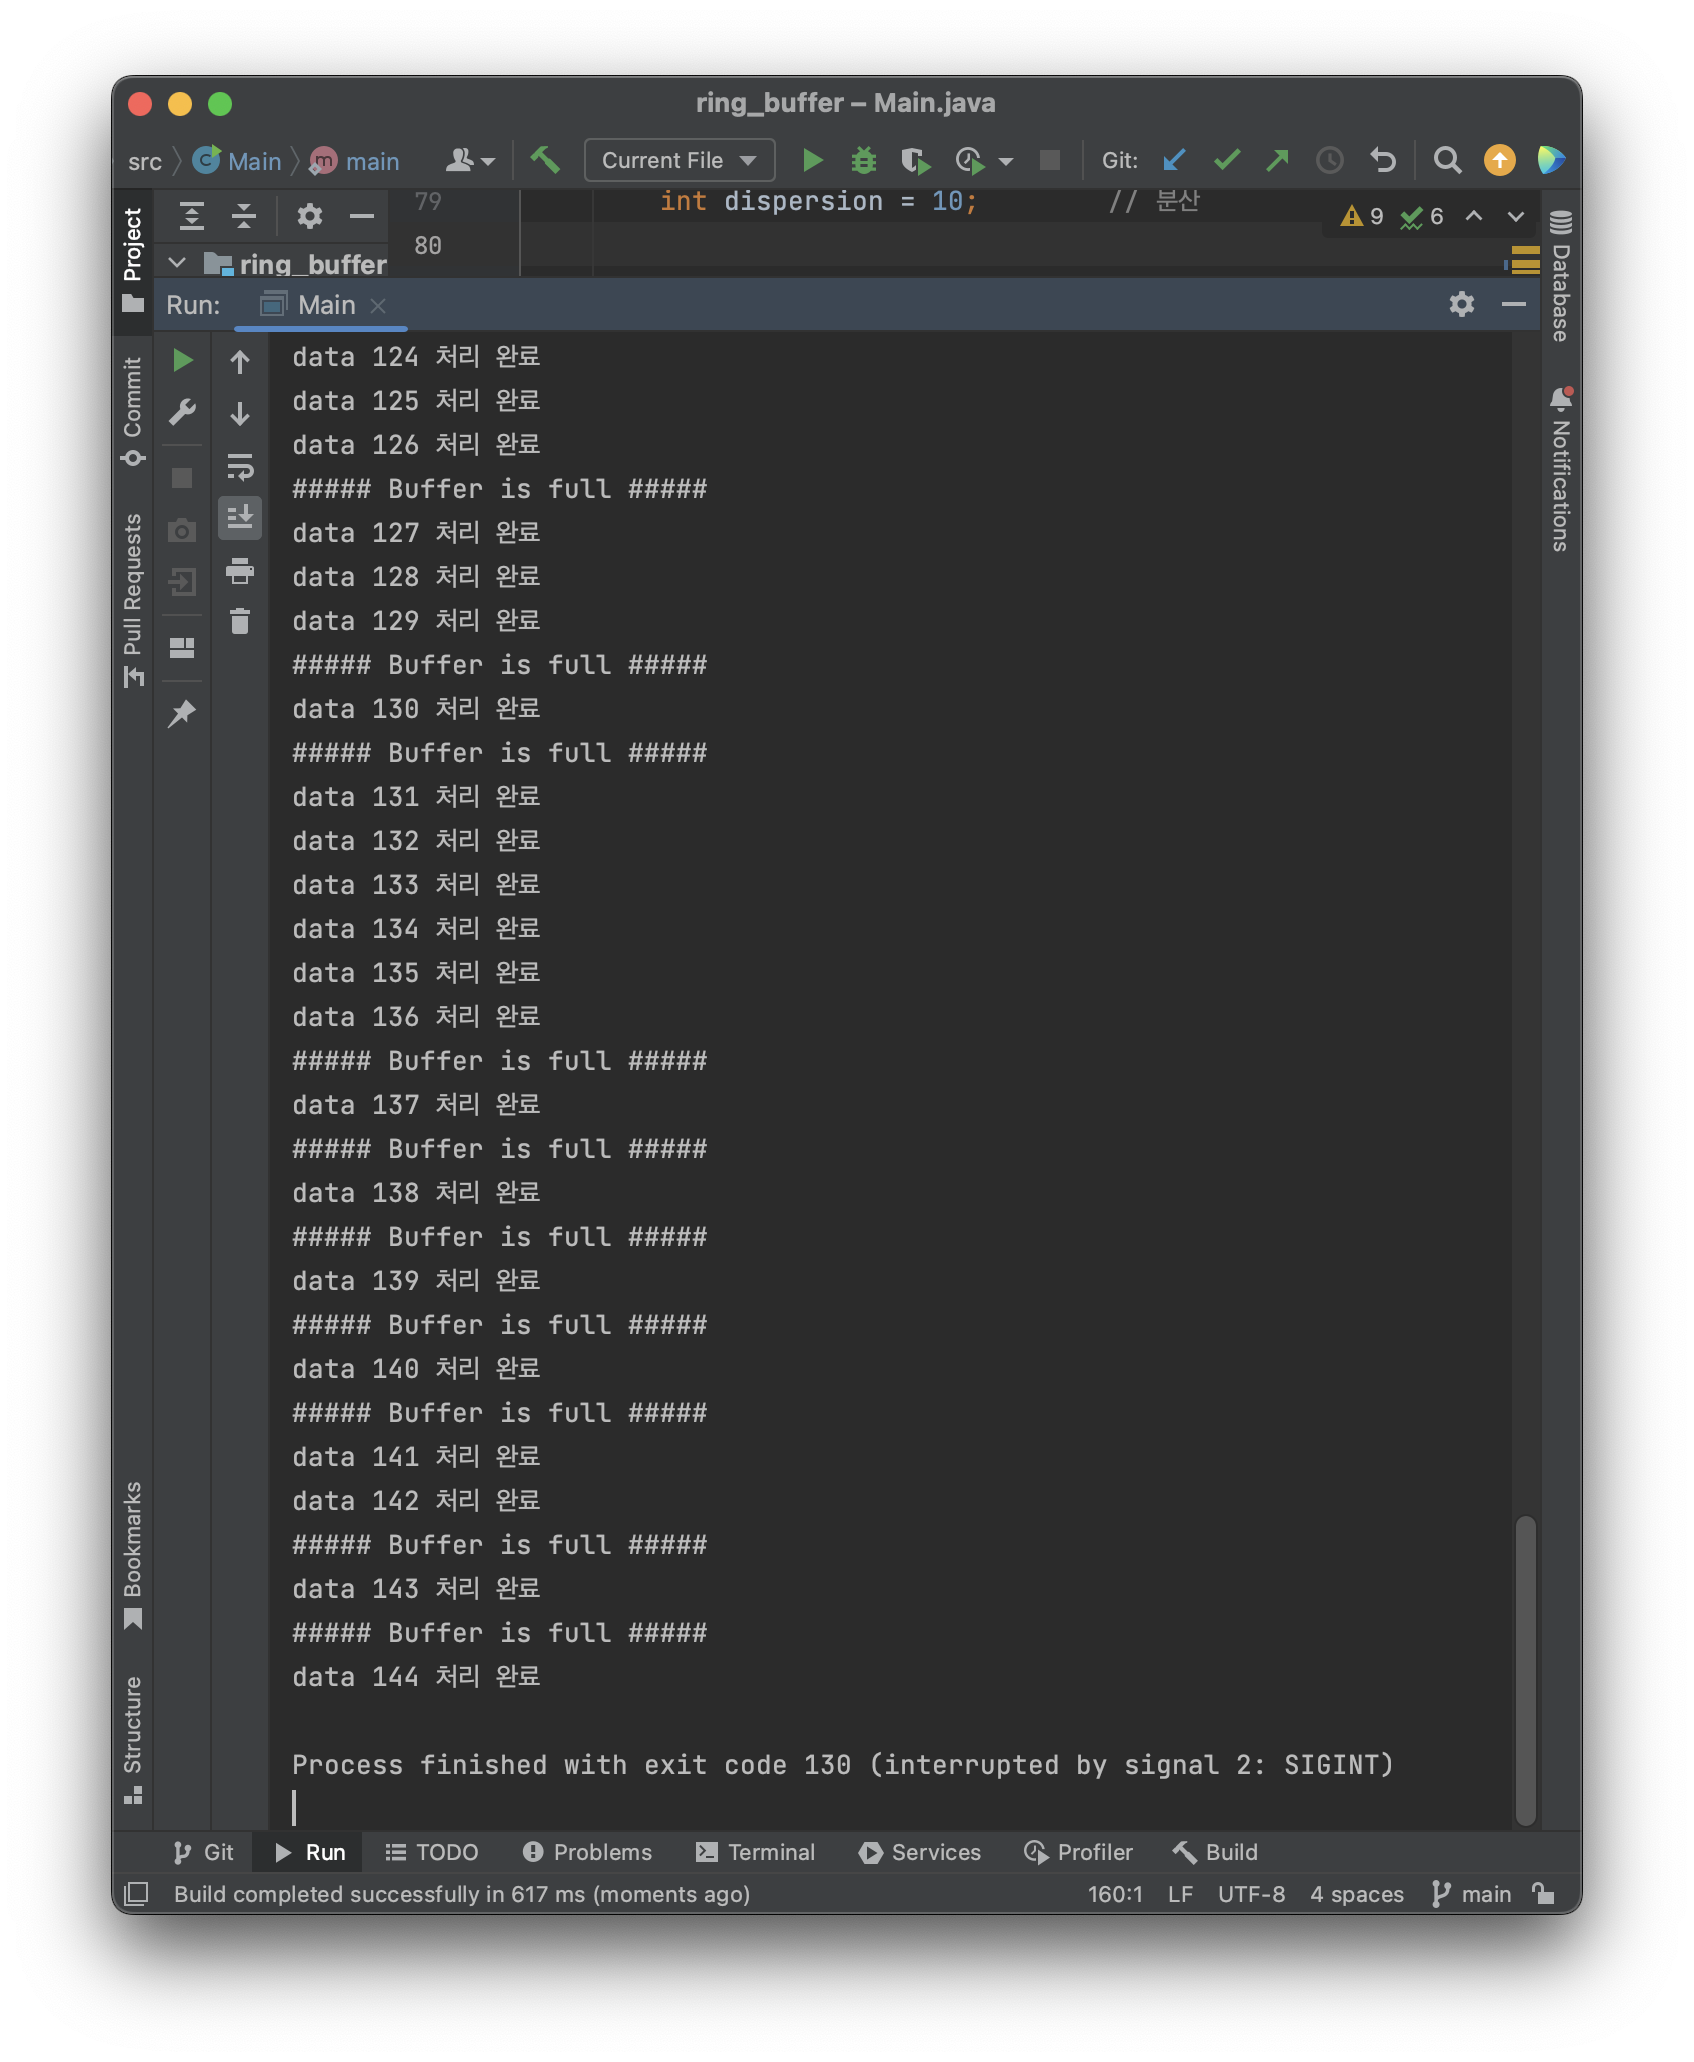 ring_buffer – Main.java
src Main main Current File Git:
79 int dispersion = 10; // 분산 9 6
80
ring_buffer
Run: Main
data 124 처리 완료
data 125 처리 완료
data 126 처리 완료
##### Buffer is full #####
data 127 처리 완료
data 128 처리 완료
data 129 처리 완료
##### Buffer is full #####
data 130 처리 완료
##### Buffer is full #####
data 131 처리 완료
data 132 처리 완료
data 133 처리 완료
data 134 처리 완료
data 135 처리 완료
data 136 처리 완료
##### Buffer is full #####
data 137 처리 완료
##### Buffer is full #####
data 138 처리 완료
##### Buffer is full #####
data 139 처리 완료
##### Buffer is full #####
data 140 처리 완료
##### Buffer is full #####
data 141 처리 완료
data 142 처리 완료
##### Buffer is full #####
data 143 처리 완료
##### Buffer is full #####
data 144 처리 완료
Process finished with exit code 130 (interrupted by signal 2: SIGINT)
Project
Commit
Pull Requests
Bookmarks
Structure
Database
Notifications
Git Run TODO Problems Terminal Services Profiler Build
Build completed successfully in 617 ms (moments ago) 160:1 LF UTF-8 4 spaces main